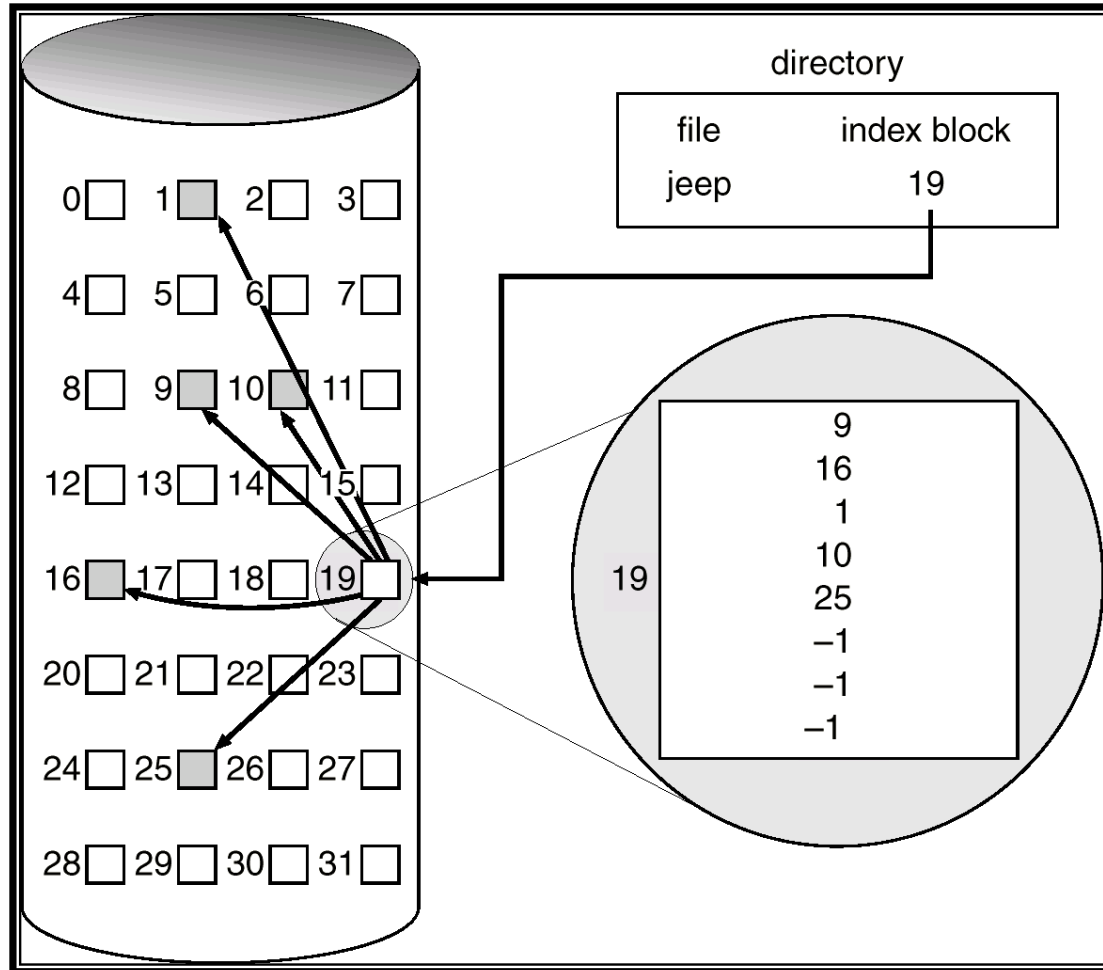 directory
file index block
jeep 19
0 1 2 3
4 5 6 7
8 9 10 11
12 13 14 15
16 17 18 19
20 21 22 23
24 25 26 27
28 29 30 31
19
9
16
1
10
25
–1
–1
–1